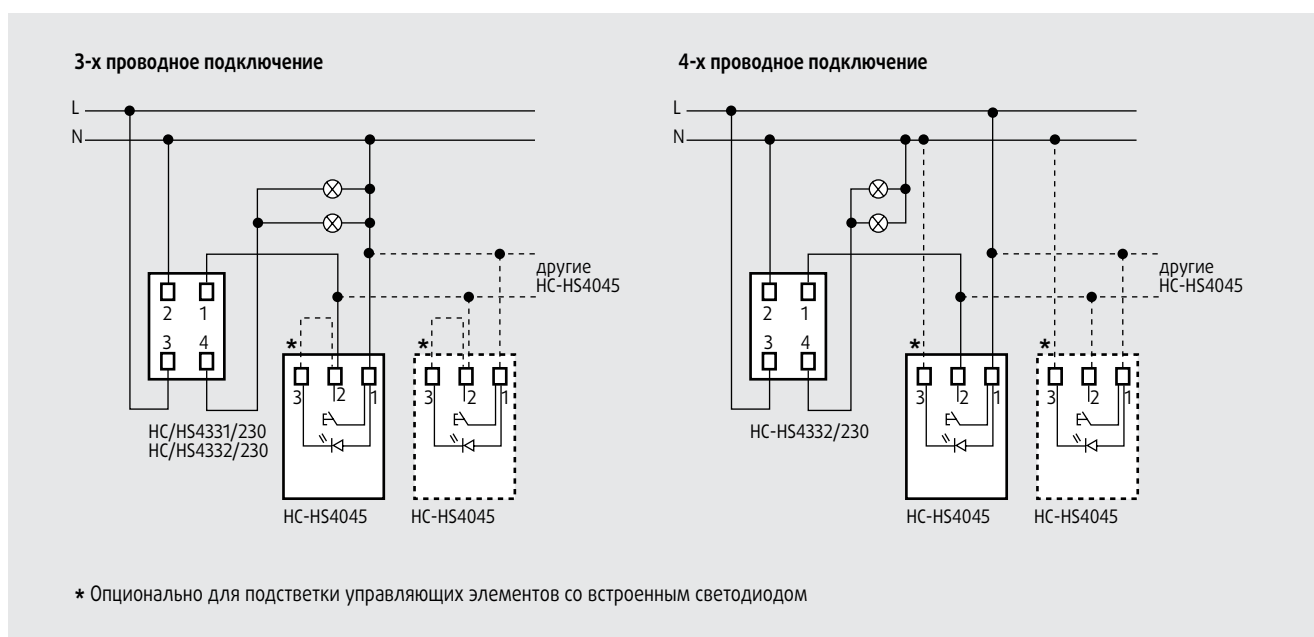 3-х проводное подключение
L
N
другие
HC-HS4045
2 1
3 4
*
*
3 2 1
3 2 1
HC/HS4331/230
HC/HS4332/230
HC-HS4045
HC-HS4045
4-х проводное подключение
L
N
другие
HC-HS4045
2 1
3 4
*
*
3 2 1
3 2 1
HC-HS4332/230
HC-HS4045
HC-HS4045
* Опционально для подстветки управляющих элементов со встроенным светодиодом